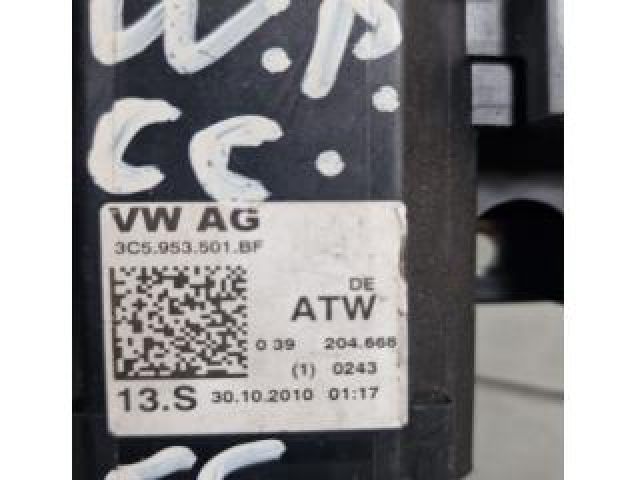 W.P.
CC.
VW AG
3C5.953.501.BF
DE
ATW
0 39 204.666
(1) 0243
13.S 30.10.2010 01:17